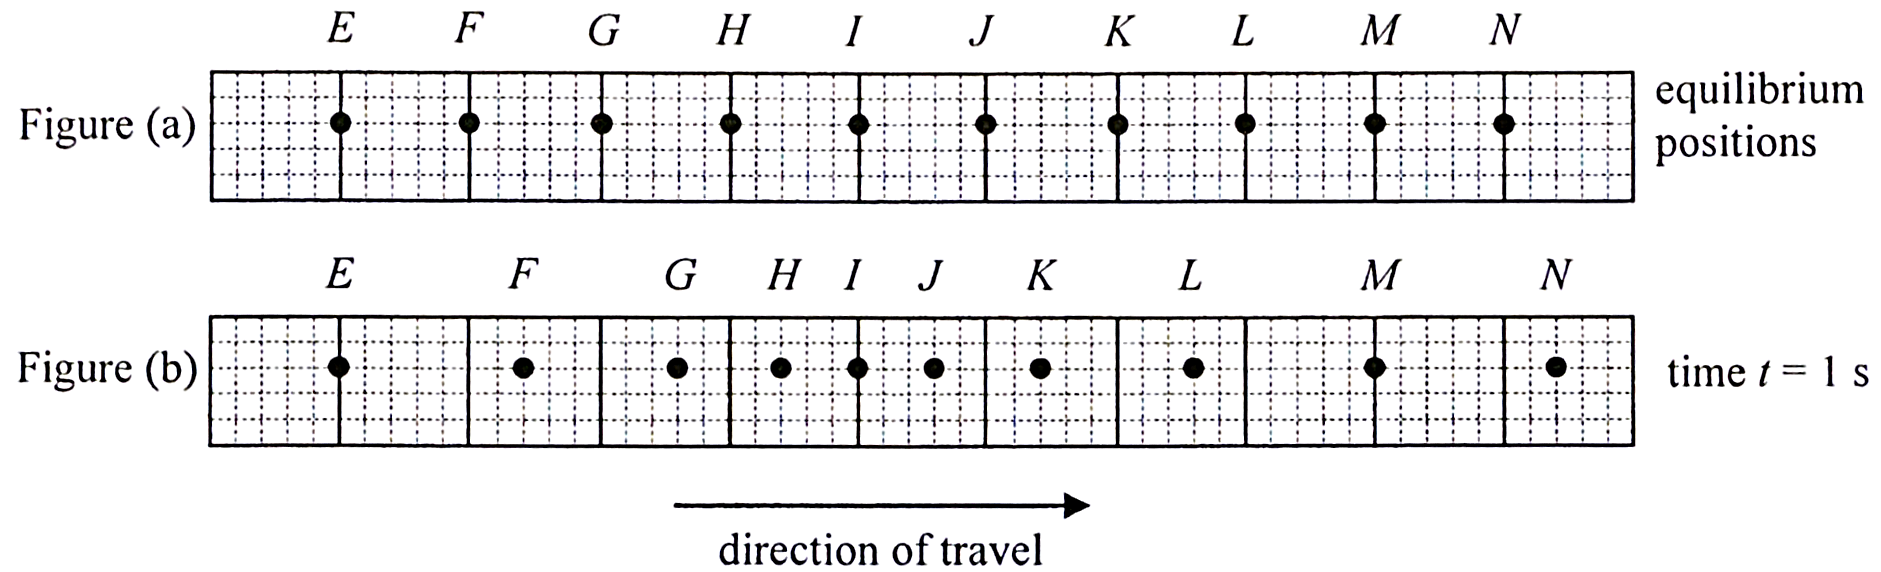 E F G H I J K L M N
Figure (a)
equilibrium
positions
E F G H I J K L M N
Figure (b)
time t = 1 s
direction of travel